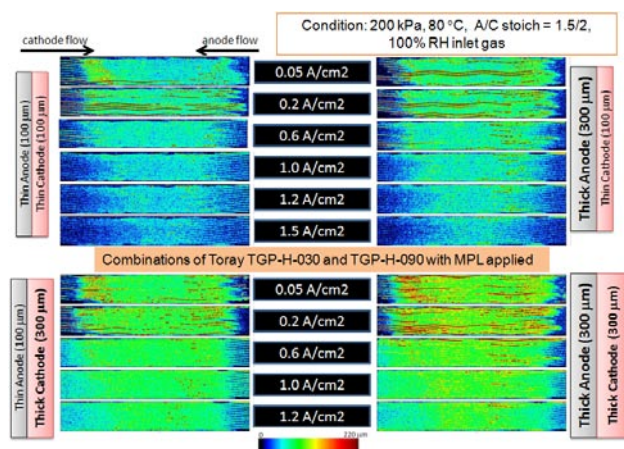 Condition: 200 kPa, 80 °C, A/C stoich = 1.5/2,
100% RH inlet gas
cathode flow
anode flow
Thin Anode (100 µm)
Thin Cathode (100 µm)
0.05 A/cm2
0.2 A/cm2
0.6 A/cm2
1.0 A/cm2
1.2 A/cm2
1.5 A/cm2
Thick Anode (300 µm)
Thin Cathode (100 µm)
Combinations of Toray TGP-H-030 and TGP-H-090 with MPL applied
Thin Anode (100 µm)
Thick Cathode (300 µm)
0.05 A/cm2
0.2 A/cm2
0.6 A/cm2
1.0 A/cm2
1.2 A/cm2
Thick Anode (300 µm)
Thick Cathode (300 µm)
0
220 µm